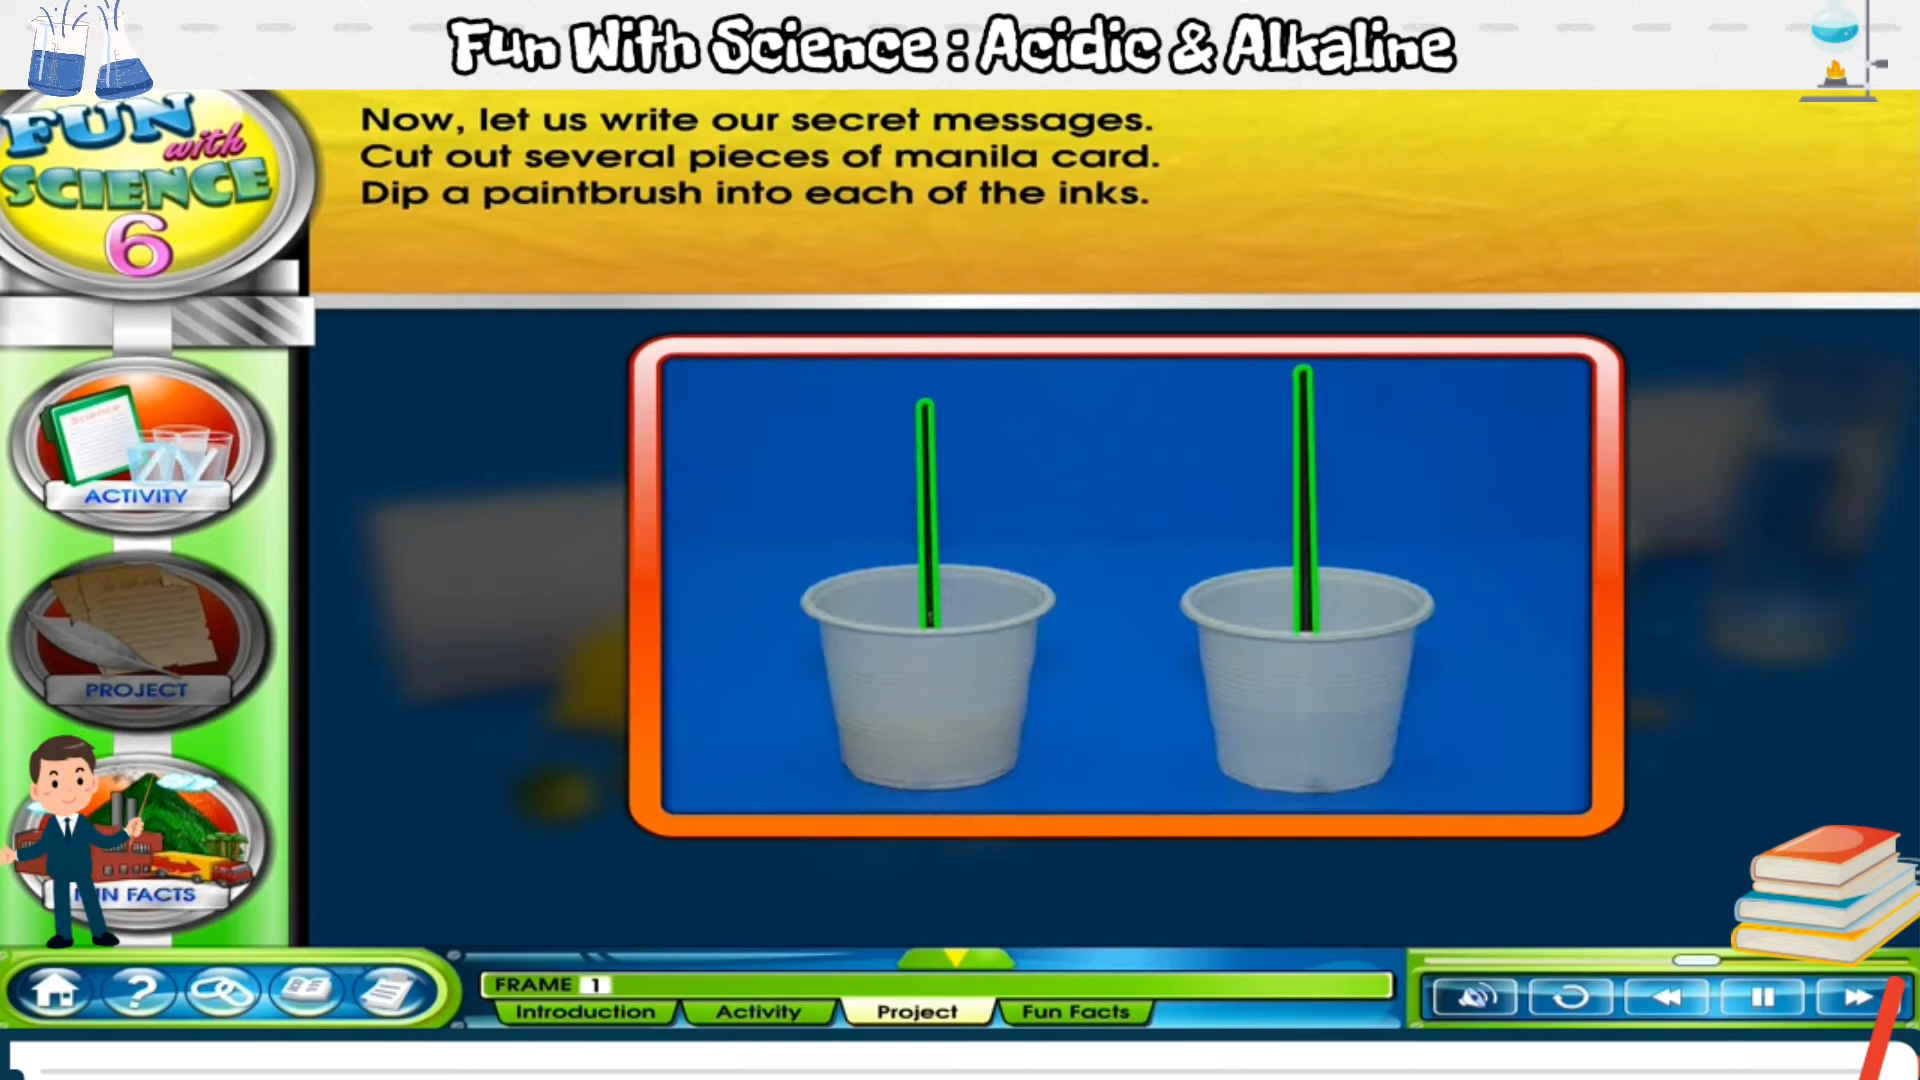 Fun With Science : Acidic & Alkaline
FUN with SCIENCE 6
Now, let us write our secret messages.
Cut out several pieces of manila card.
Dip a paintbrush into each of the inks.
Science
ACTIVITY
PROJECT
FUN FACTS
FRAME 1
Introduction
Activity
Project
Fun Facts